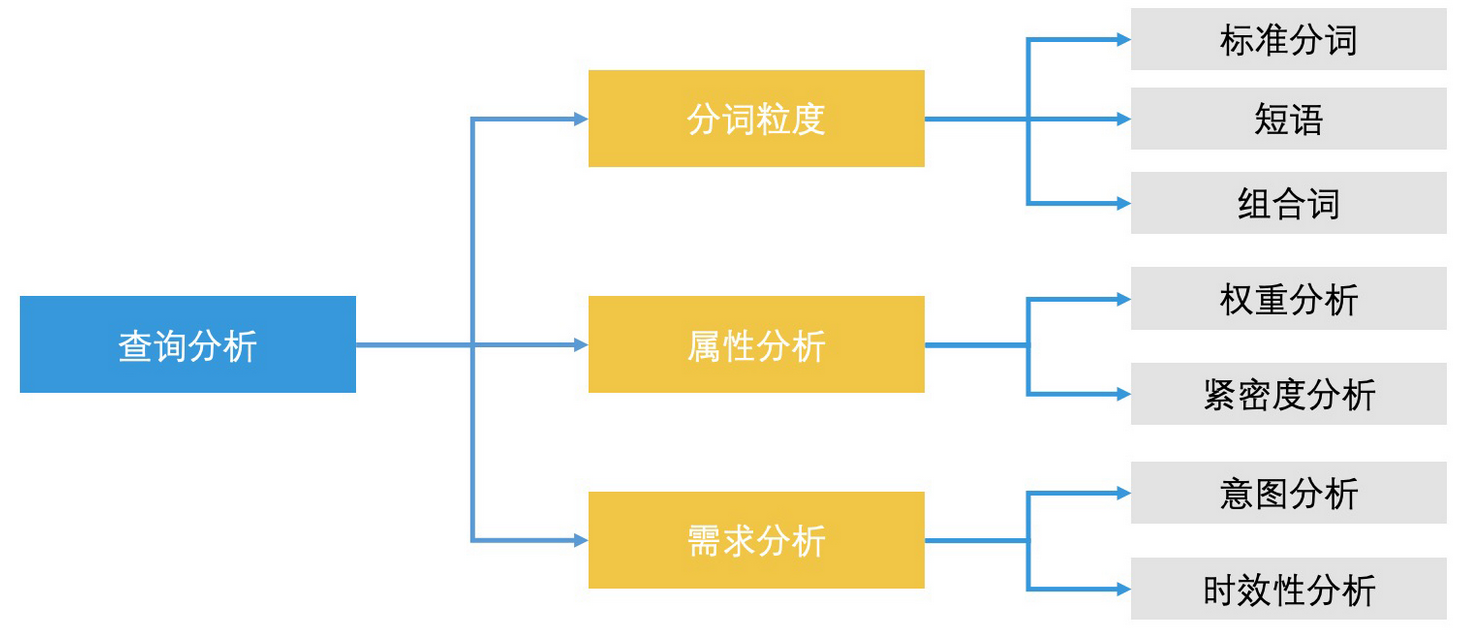 查询分析
分词粒度
标准分词
短语
组合词
属性分析
权重分析
紧密度分析
需求分析
意图分析
时效性分析